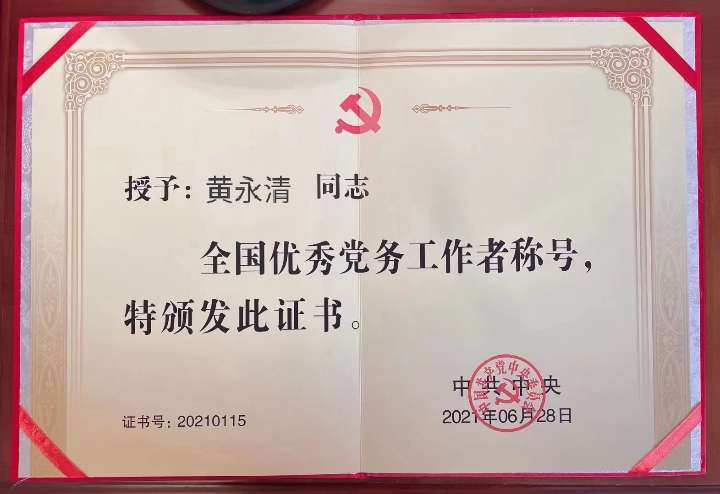 授予：黄永清 同志
全国优秀党务工作者称号，
特颁发此证书。
中共中央
2021年06月28日
证书号：20210115